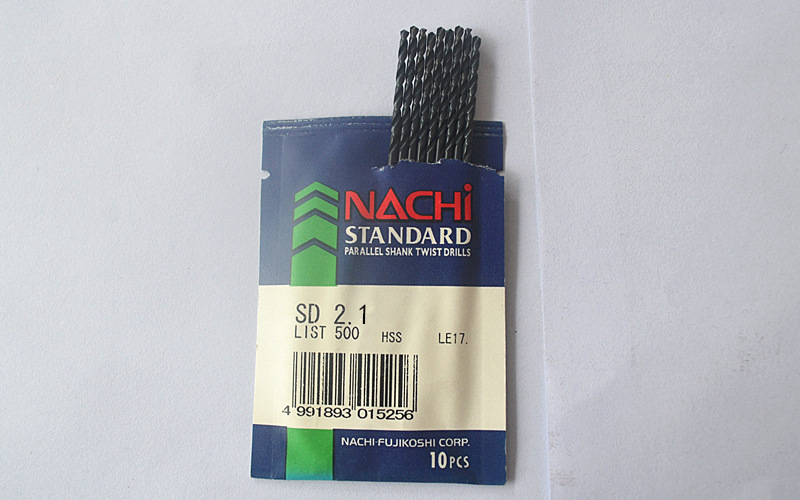 NACHi
STANDARD
PARALLEL SHANK TWIST DRILLS
SD 2.1
LIST 500 HSS LE17.
4 991893 015256
NACHI-FUJIKOSHI CORP.
10PCS